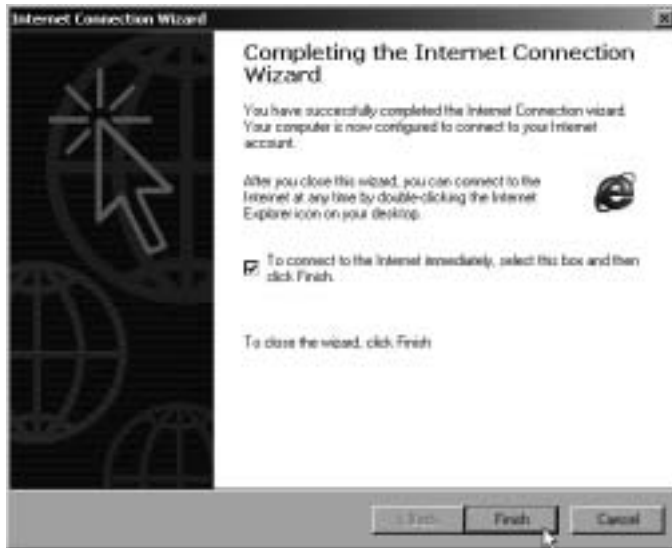 Internet Connection Wizard
Completing the Internet Connection
Wizard
You have successfully completed the Internet Connection wizard.
Your computer is now configured to connect to your Internet
account.
After you close this wizard, you can connect to the
Internet at any time by double-clicking the Internet
Explorer icon on your desktop.
To connect to the Internet immediately, select this box and then
click Finish.
To close the wizard, click Finish
< Back
Finish
Cancel